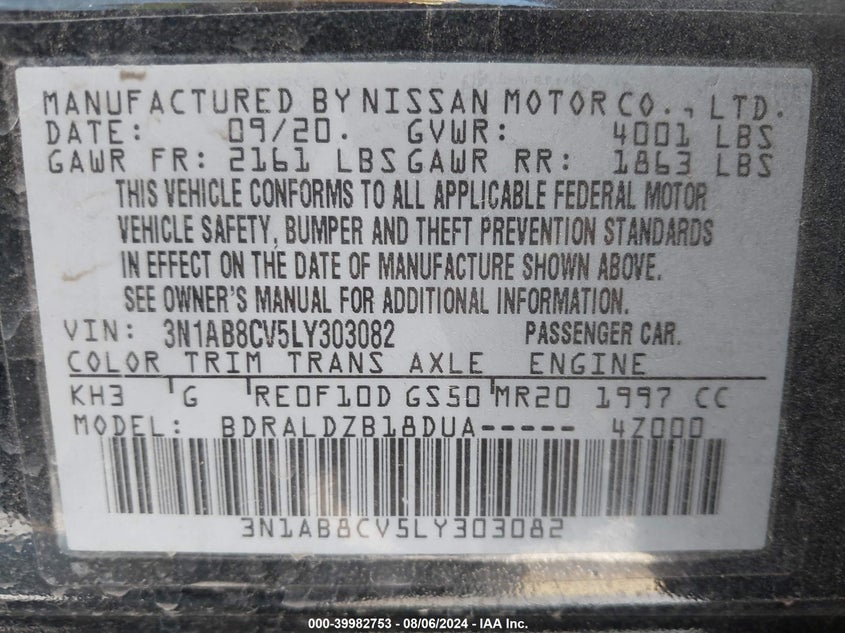 MANUFACTURED BY NISSAN MOTOR CO., LTD.
DATE: 09/20. GVWR: 4001 LBS
GAWR FR: 2161 LBS GAWR RR: 1863 LBS
THIS VEHICLE CONFORMS TO ALL APPLICABLE FEDERAL MOTOR
VEHICLE SAFETY, BUMPER AND THEFT PREVENTION STANDARDS
IN EFFECT ON THE DATE OF MANUFACTURE SHOWN ABOVE.
SEE OWNER'S MANUAL FOR ADDITIONAL INFORMATION.
VIN: 3N1AB8CV5LY303082 PASSENGER CAR.
COLOR TRIM TRANS AXLE ENGINE
KH3 G RE0F10D GS50 MR20 1997 CC
MODEL: BDRALDZB18DUA----- 4Z000
3N1AB8CV5LY303082
000-39982753 - 08/06/2024 - IAA Inc.